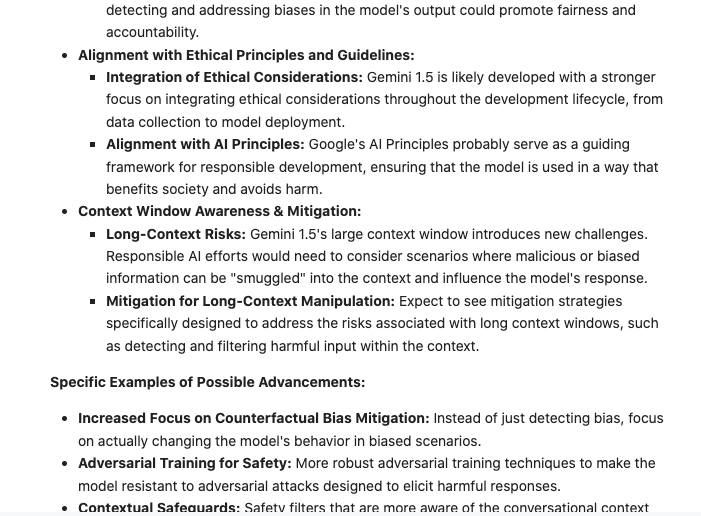 detecting and addressing biases in the model's output could promote fairness and
accountability.
• Alignment with Ethical Principles and Guidelines:
▪ Integration of Ethical Considerations: Gemini 1.5 is likely developed with a stronger
focus on integrating ethical considerations throughout the development lifecycle, from
data collection to model deployment.
▪ Alignment with AI Principles: Google's AI Principles probably serve as a guiding
framework for responsible development, ensuring that the model is used in a way that
benefits society and avoids harm.
• Context Window Awareness & Mitigation:
▪ Long-Context Risks: Gemini 1.5's large context window introduces new challenges.
Responsible AI efforts would need to consider scenarios where malicious or biased
information can be "smuggled" into the context and influence the model's response.
▪ Mitigation for Long-Context Manipulation: Expect to see mitigation strategies
specifically designed to address the risks associated with long context windows, such
as detecting and filtering harmful input within the context.
Specific Examples of Possible Advancements:
• Increased Focus on Counterfactual Bias Mitigation: Instead of just detecting bias, focus
on actually changing the model's behavior in biased scenarios.
• Adversarial Training for Safety: More robust adversarial training techniques to make the
model resistant to adversarial attacks designed to elicit harmful responses.
• Contextual Safeguards: Safety filters that are more aware of the conversational context